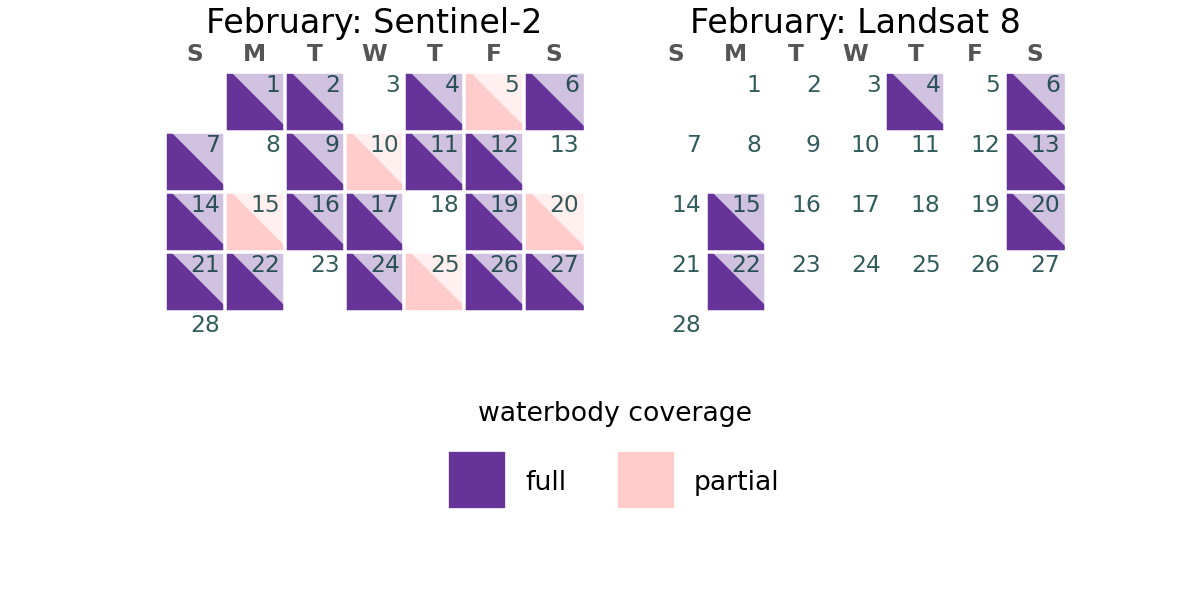 February: Sentinel-2
S M T W T F S
1 2 3 4 5 6
7 8 9 10 11 12 13
14 15 16 17 18 19 20
21 22 23 24 25 26 27
28
February: Landsat 8
S M T W T F S
1 2 3 4 5 6
7 8 9 10 11 12 13
14 15 16 17 18 19 20
21 22 23 24 25 26 27
28
waterbody coverage
full partial